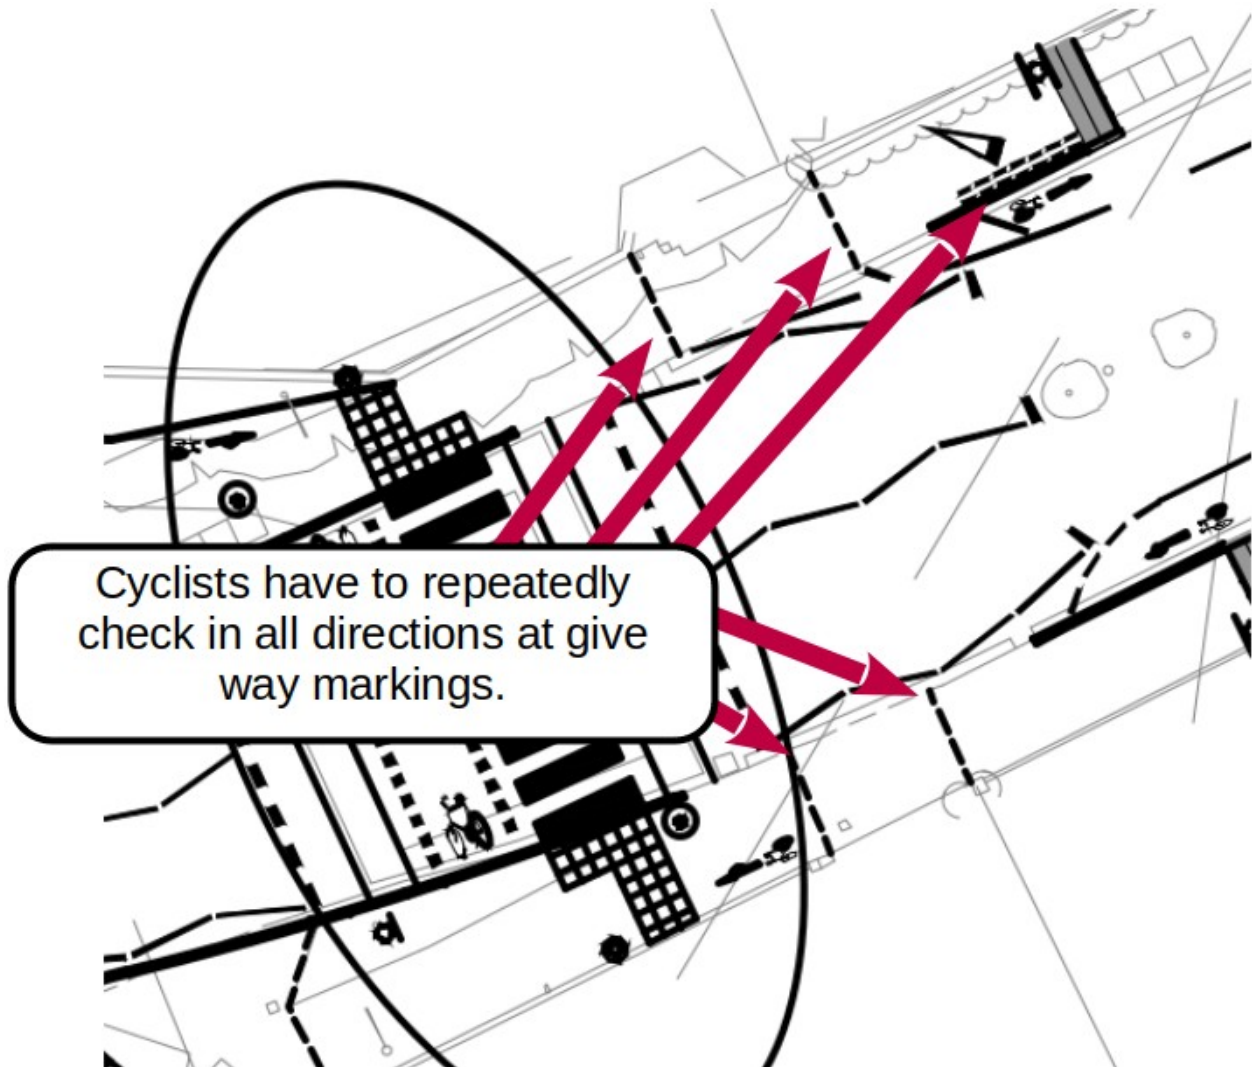 Cyclists have to repeatedly
check in all directions at give
way markings.